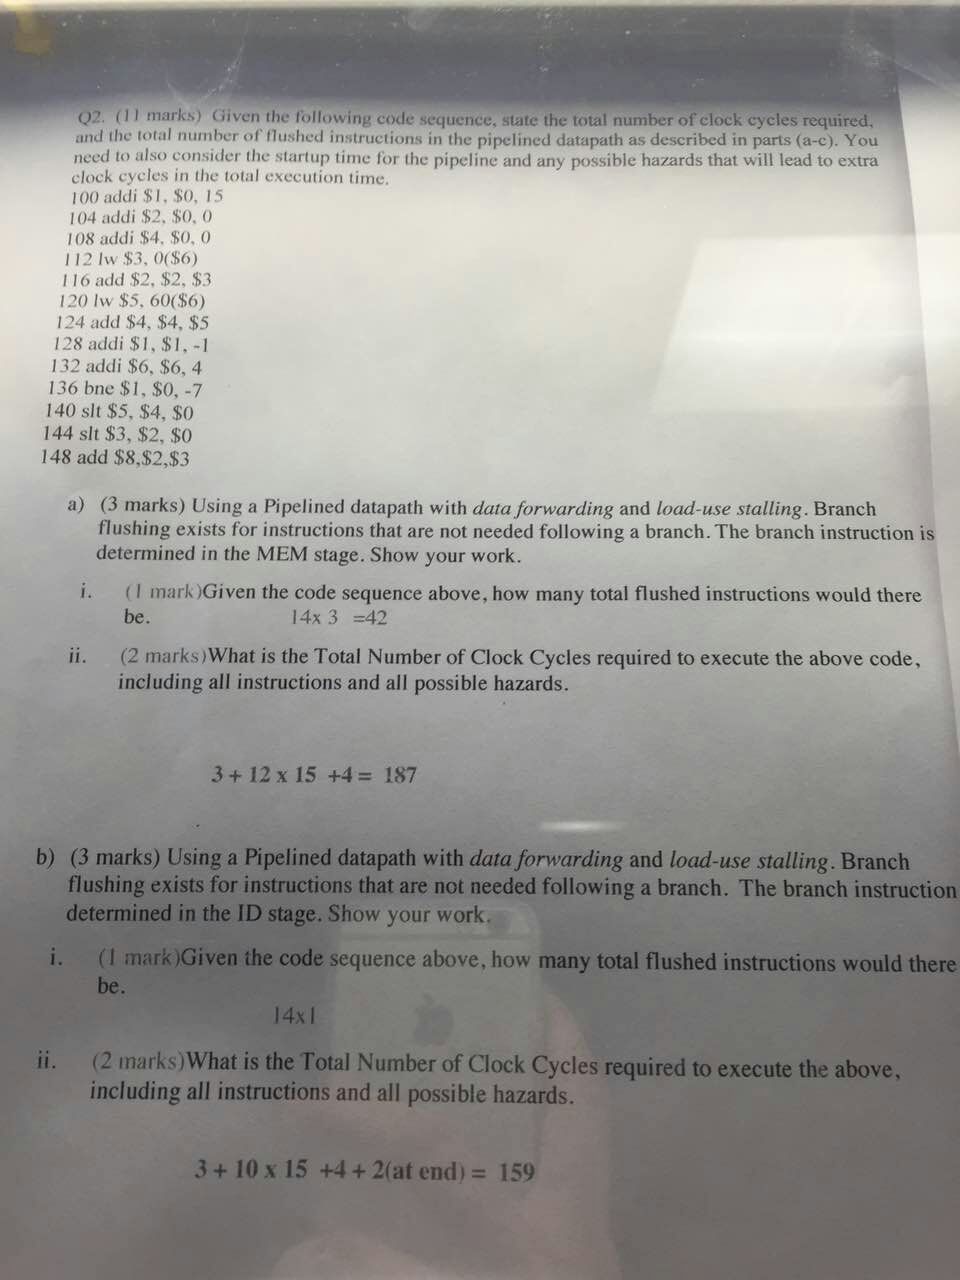 Q2. (11 marks) Given the following code sequence, state the total number of clock cycles required,
and the total number of flushed instructions in the pipelined datapath as described in parts (a-c). You
need to also consider the startup time for the pipeline and any possible hazards that will lead to extra
clock cycles in the total execution time.
100 addi $1, $0, 15
104 addi $2, $0, 0
108 addi $4, $0, 0
112 lw $3, 0($6)
116 add $2, $2, $3
120 lw $5, 60($6)
124 add $4, $4, $5
128 addi $1, $1, -1
132 addi $6, $6, 4
136 bne $1, $0, -7
140 slt $5, $4, $0
144 slt $3, $2, $0
148 add $8,$2,$3
a) (3 marks) Using a Pipelined datapath with data forwarding and load-use stalling. Branch
flushing exists for instructions that are not needed following a branch. The branch instruction is
determined in the MEM stage. Show your work.
i. (1 mark)Given the code sequence above, how many total flushed instructions would there
be. 14x 3 =42
ii. (2 marks)What is the Total Number of Clock Cycles required to execute the above code,
including all instructions and all possible hazards.
3 + 12 x 15 +4 = 187
b) (3 marks) Using a Pipelined datapath with data forwarding and load-use stalling. Branch
flushing exists for instructions that are not needed following a branch. The branch instruction
determined in the ID stage. Show your work.
i. (1 mark)Given the code sequence above, how many total flushed instructions would there
be.
14x1
ii. (2 marks)What is the Total Number of Clock Cycles required to execute the above,
including all instructions and all possible hazards.
3 + 10 x 15 +4 + 2(at end) = 159